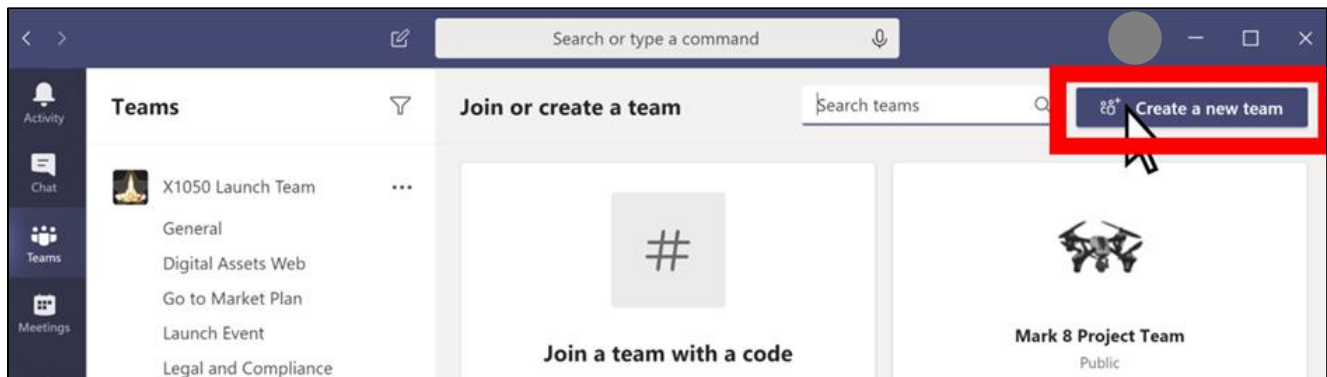 Search or type a command
Activity
Chat
Teams
Meetings
Teams
X1050 Launch Team
General
Digital Assets Web
Go to Market Plan
Launch Event
Legal and Compliance
Join or create a team
Search teams
Create a new team
Join a team with a code
Mark 8 Project Team
Public